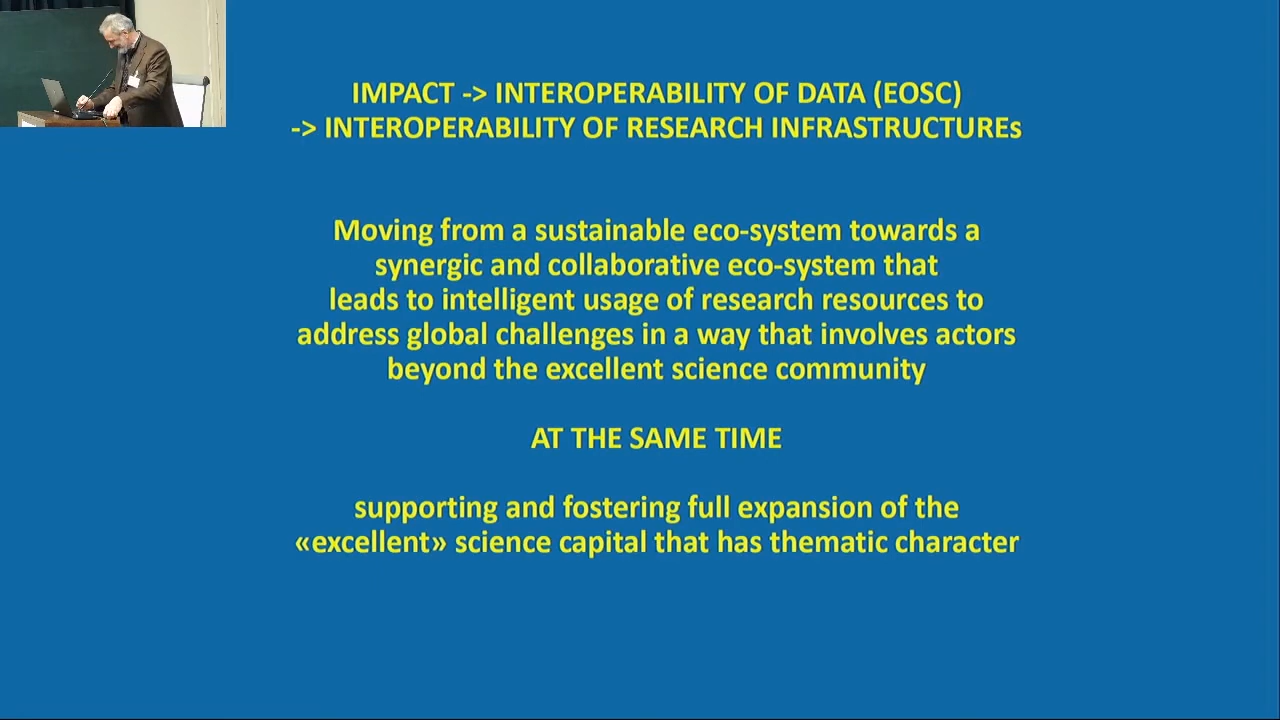 IMPACT -> INTEROPERABILITY OF DATA (EOSC)
-> INTEROPERABILITY OF RESEARCH INFRASTRUCTUREs
Moving from a sustainable eco-system towards a
synergic and collaborative eco-system that
leads to intelligent usage of research resources to
address global challenges in a way that involves actors
beyond the excellent science community
AT THE SAME TIME
supporting and fostering full expansion of the
«excellent» science capital that has thematic character